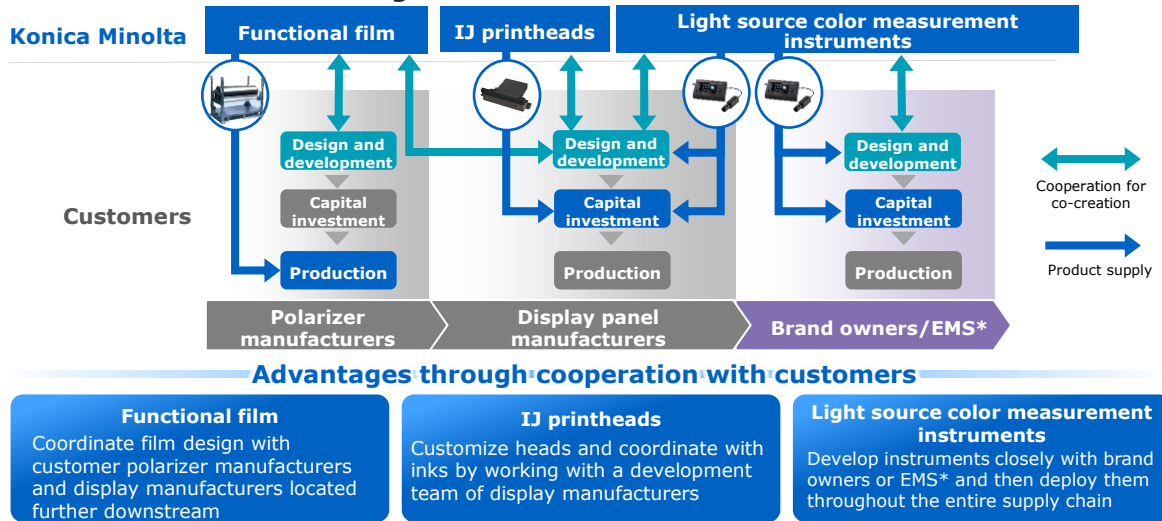 Konica Minolta
Functional film
IJ printheads
Light source color measurement
instruments
Customers
Design and
development
Capital
investment
Production
Design and
development
Capital
investment
Production
Design and
development
Capital
investment
Production
Cooperation for
co-creation
Product supply
Polarizer
manufacturers
Display panel
manufacturers
Brand owners/EMS*
Advantages through cooperation with customers
Functional film
Coordinate film design with
customer polarizer manufacturers
and display manufacturers located
further downstream
IJ printheads
Customize heads and coordinate with
inks by working with a development
team of display manufacturers
Light source color measurement
instruments
Develop instruments closely with brand
owners or EMS* and then deploy them
throughout the entire supply chain